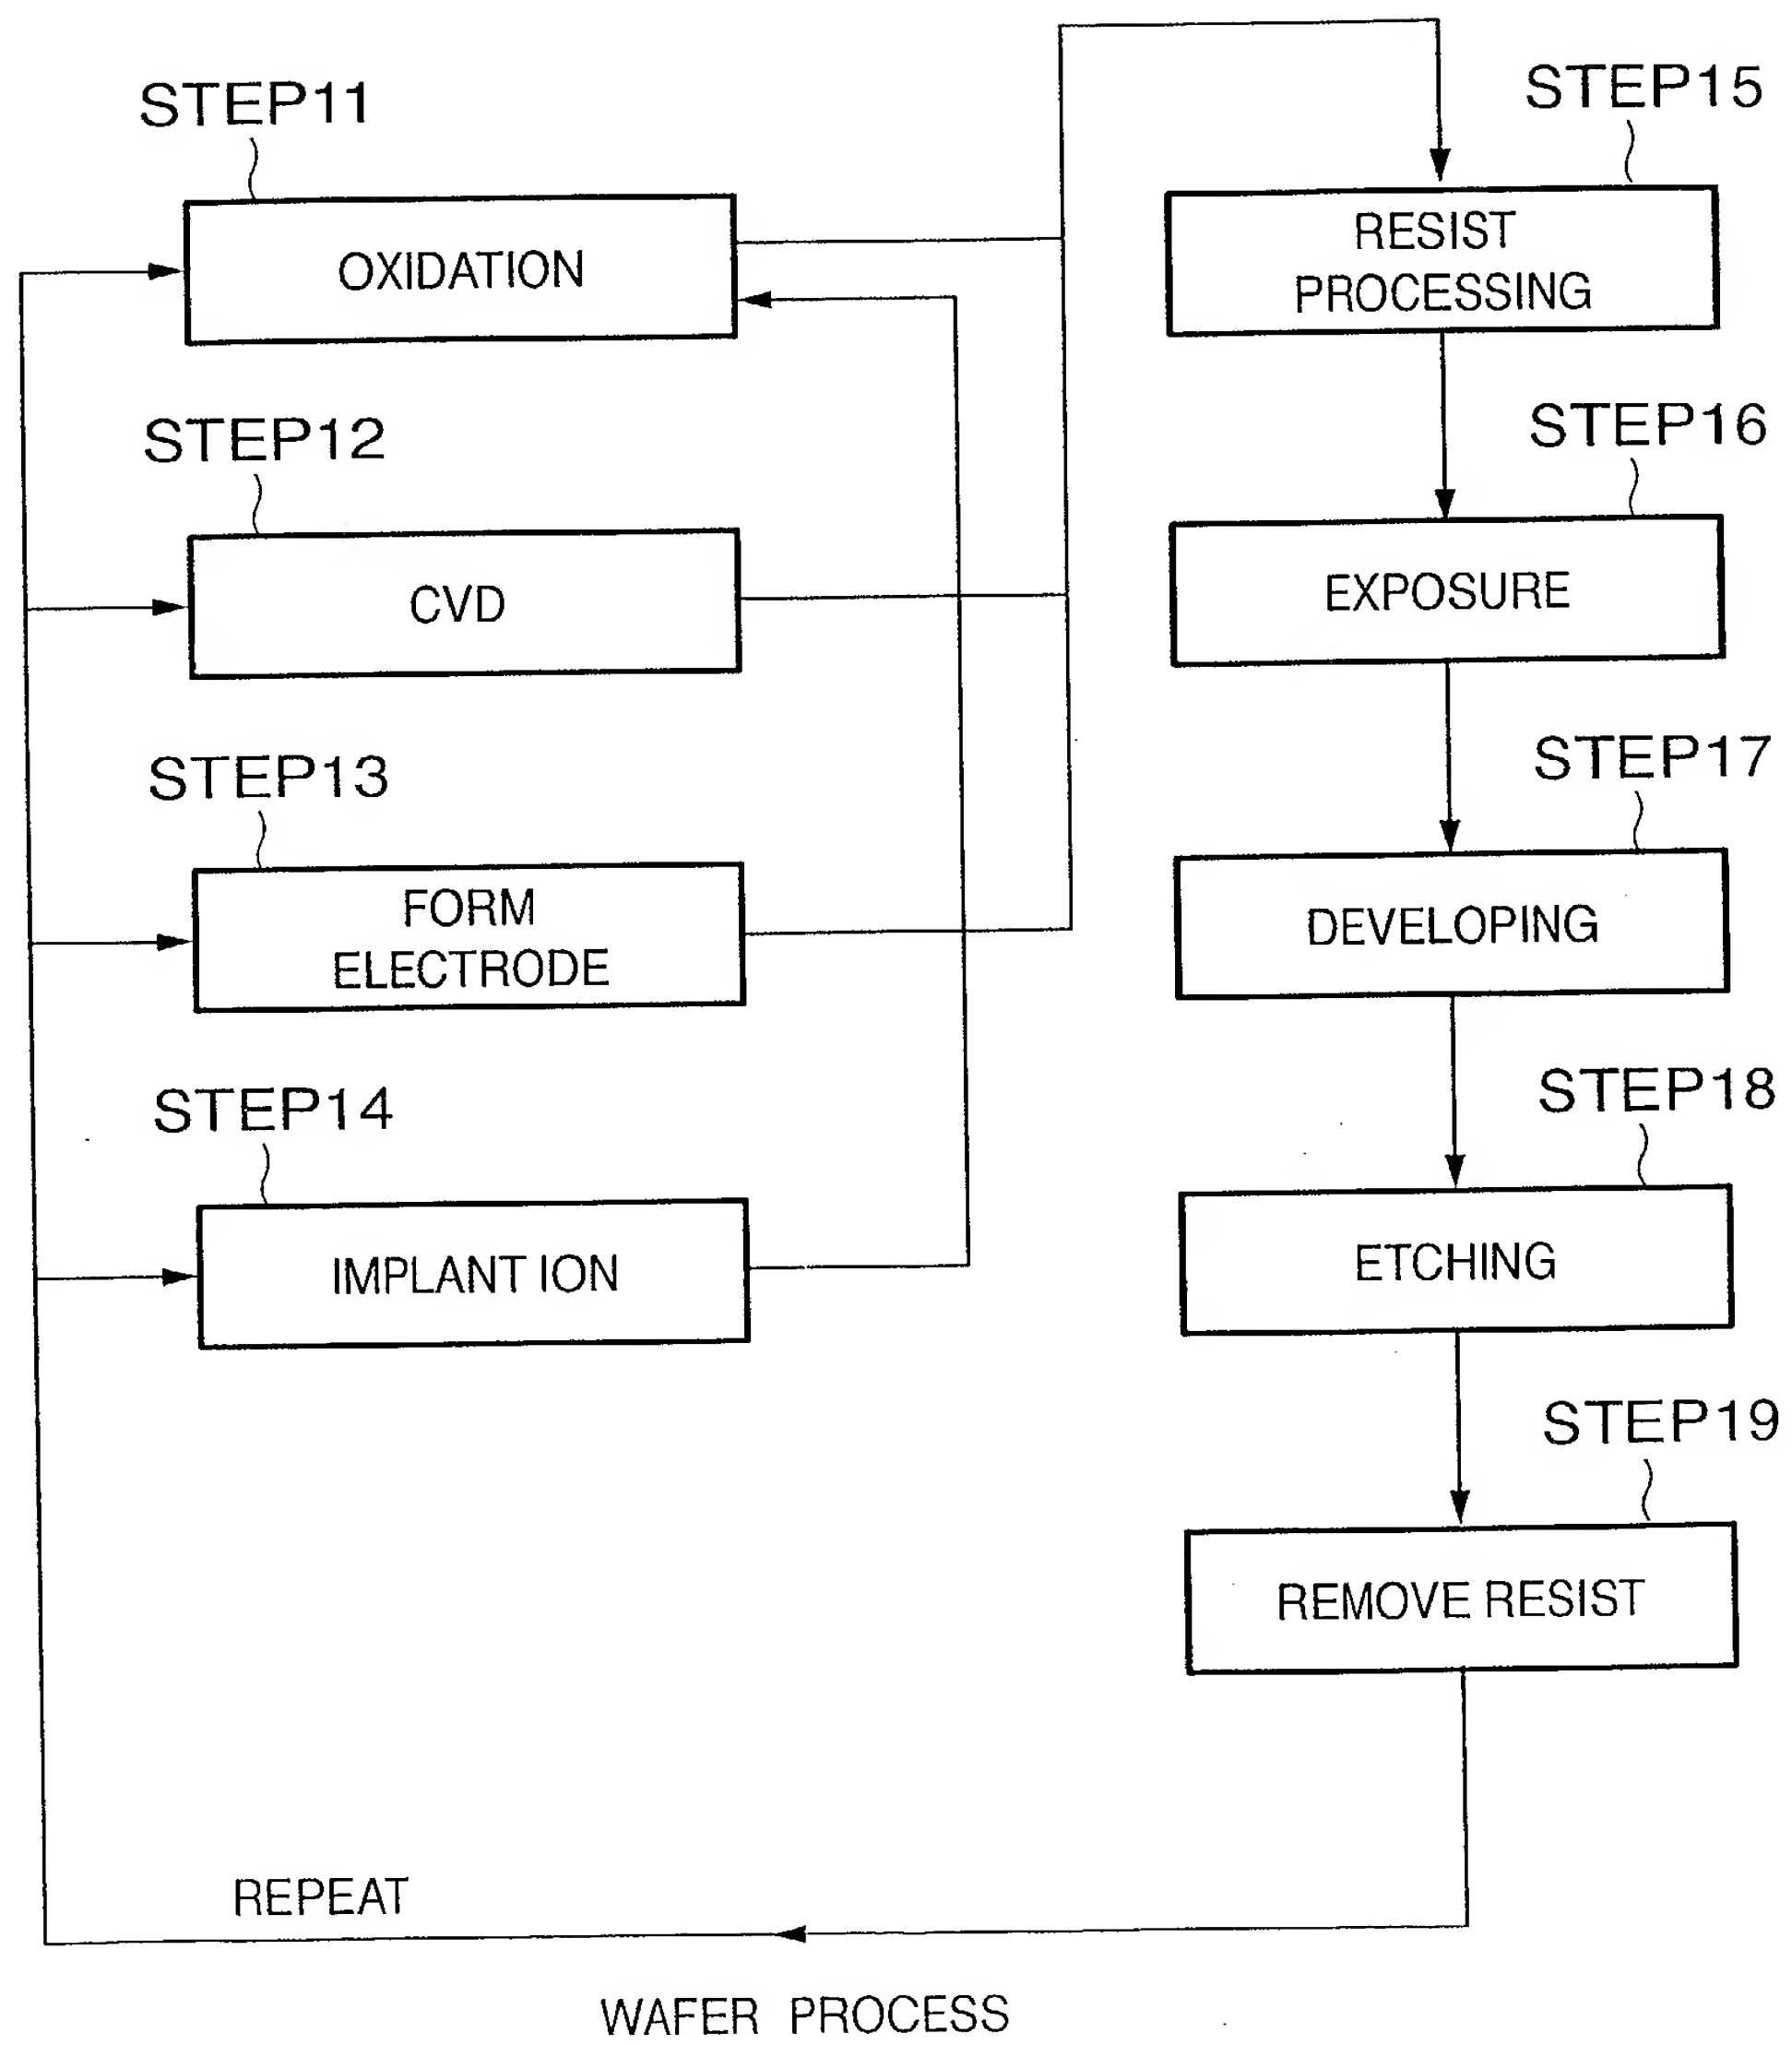 STEP11
OXIDATION
STEP12
CVD
STEP13
FORM
ELECTRODE
STEP14
IMPLANT ION
STEP15
RESIST
PROCESSING
STEP16
EXPOSURE
STEP17
DEVELOPING
STEP18
ETCHING
STEP19
REMOVE RESIST
REPEAT
WAFER PROCESS